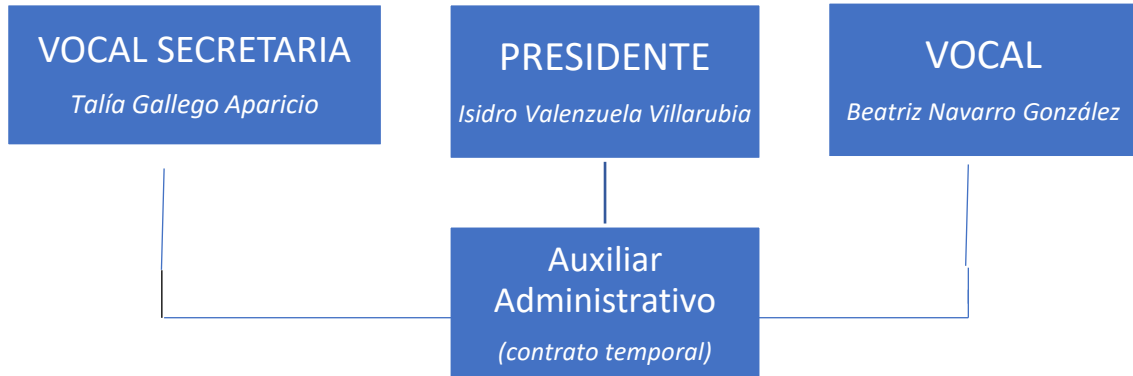 VOCAL SECRETARIA
Talía Gallego Aparicio
PRESIDENTE
Isidro Valenzuela Villarubia
VOCAL
Beatriz Navarro González
Auxiliar
Administrativo
(contrato temporal)